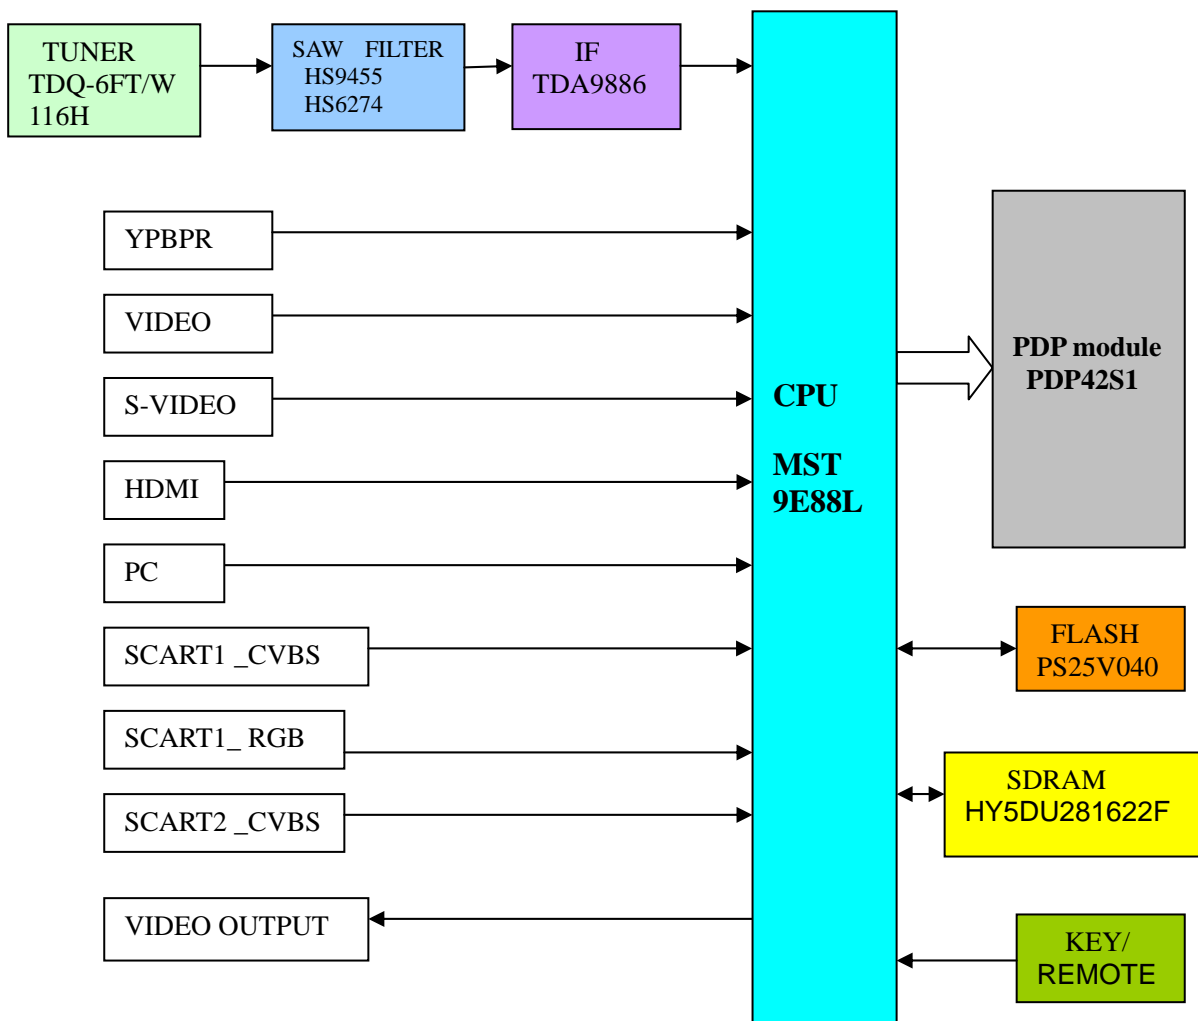 TUNER
TDQ-6FT/W
116H
SAW FILTER
HS9455
HS6274
IF
TDA9886
YPBPR
VIDEO
S-VIDEO
HDMI
PC
SCART1 _CVBS
SCART1_ RGB
SCART2 _CVBS
VIDEO OUTPUT
CPU
MST
9E88L
PDP module
PDP42S1
FLASH
PS25V040
SDRAM
HY5DU281622F
KEY/
REMOTE